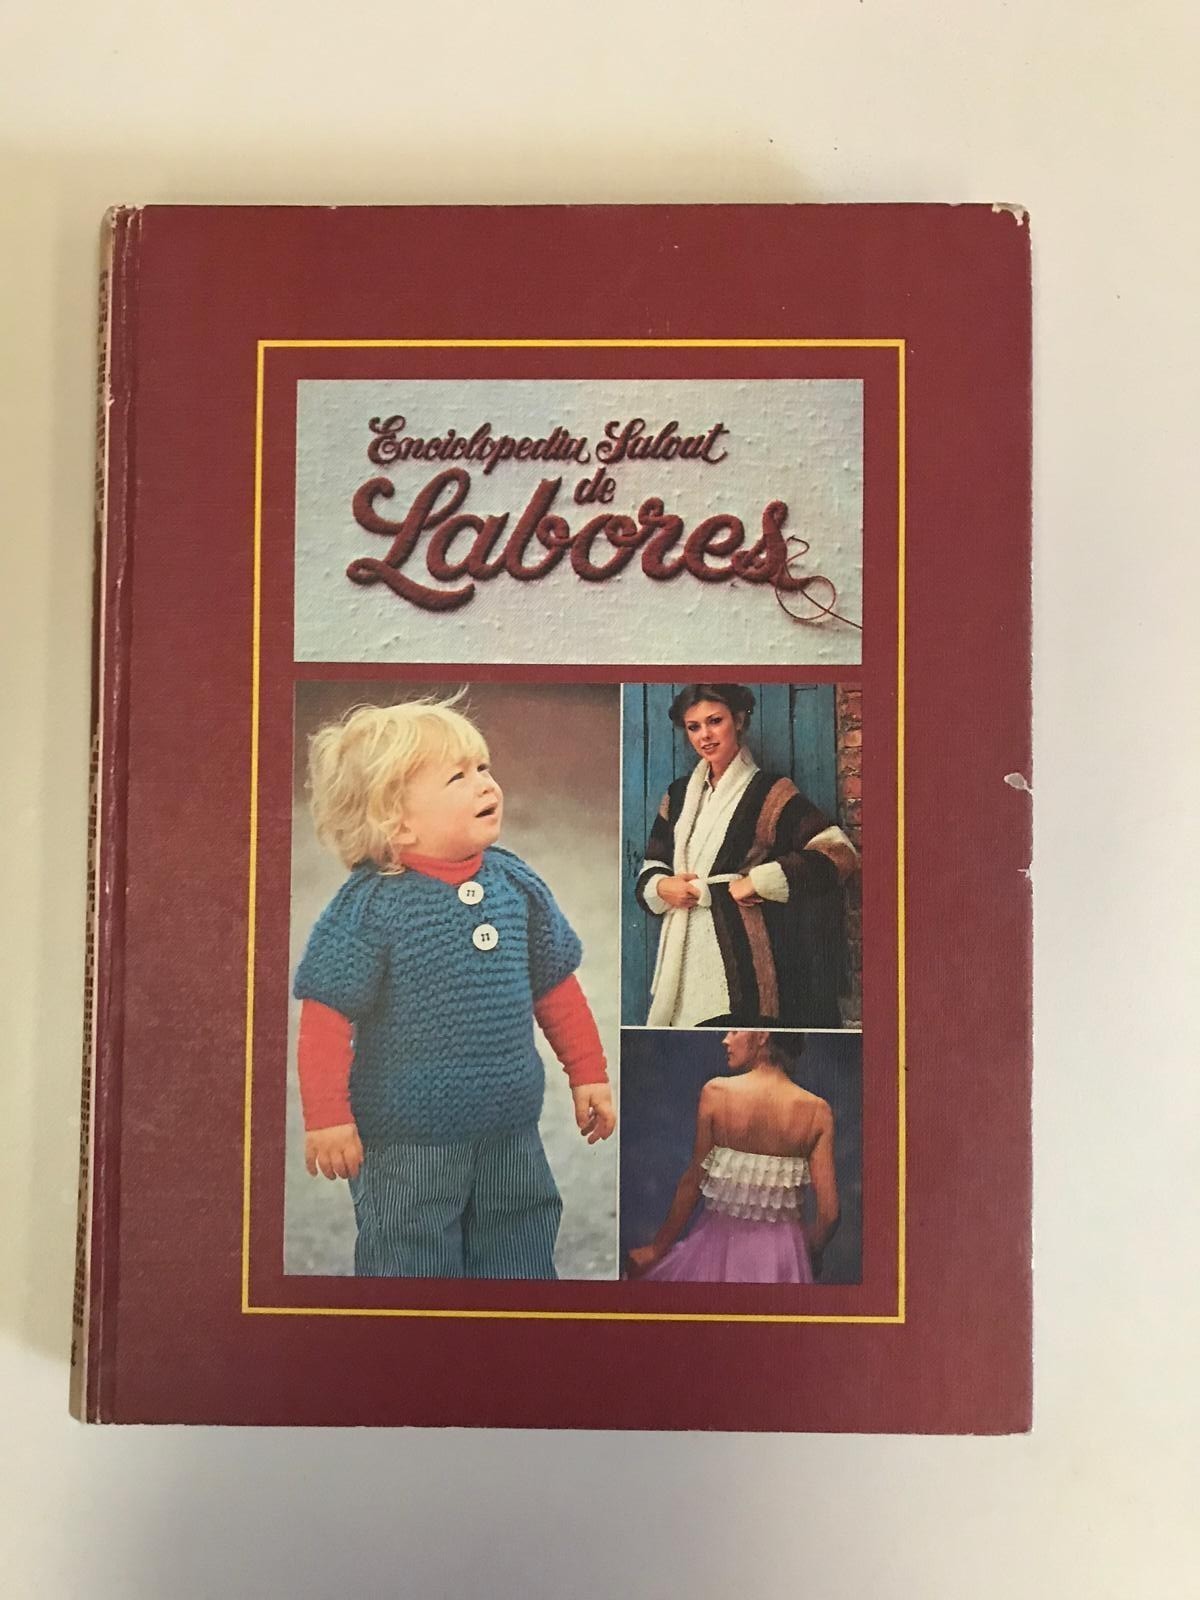 Enciclopedia Salvat
de
Labores